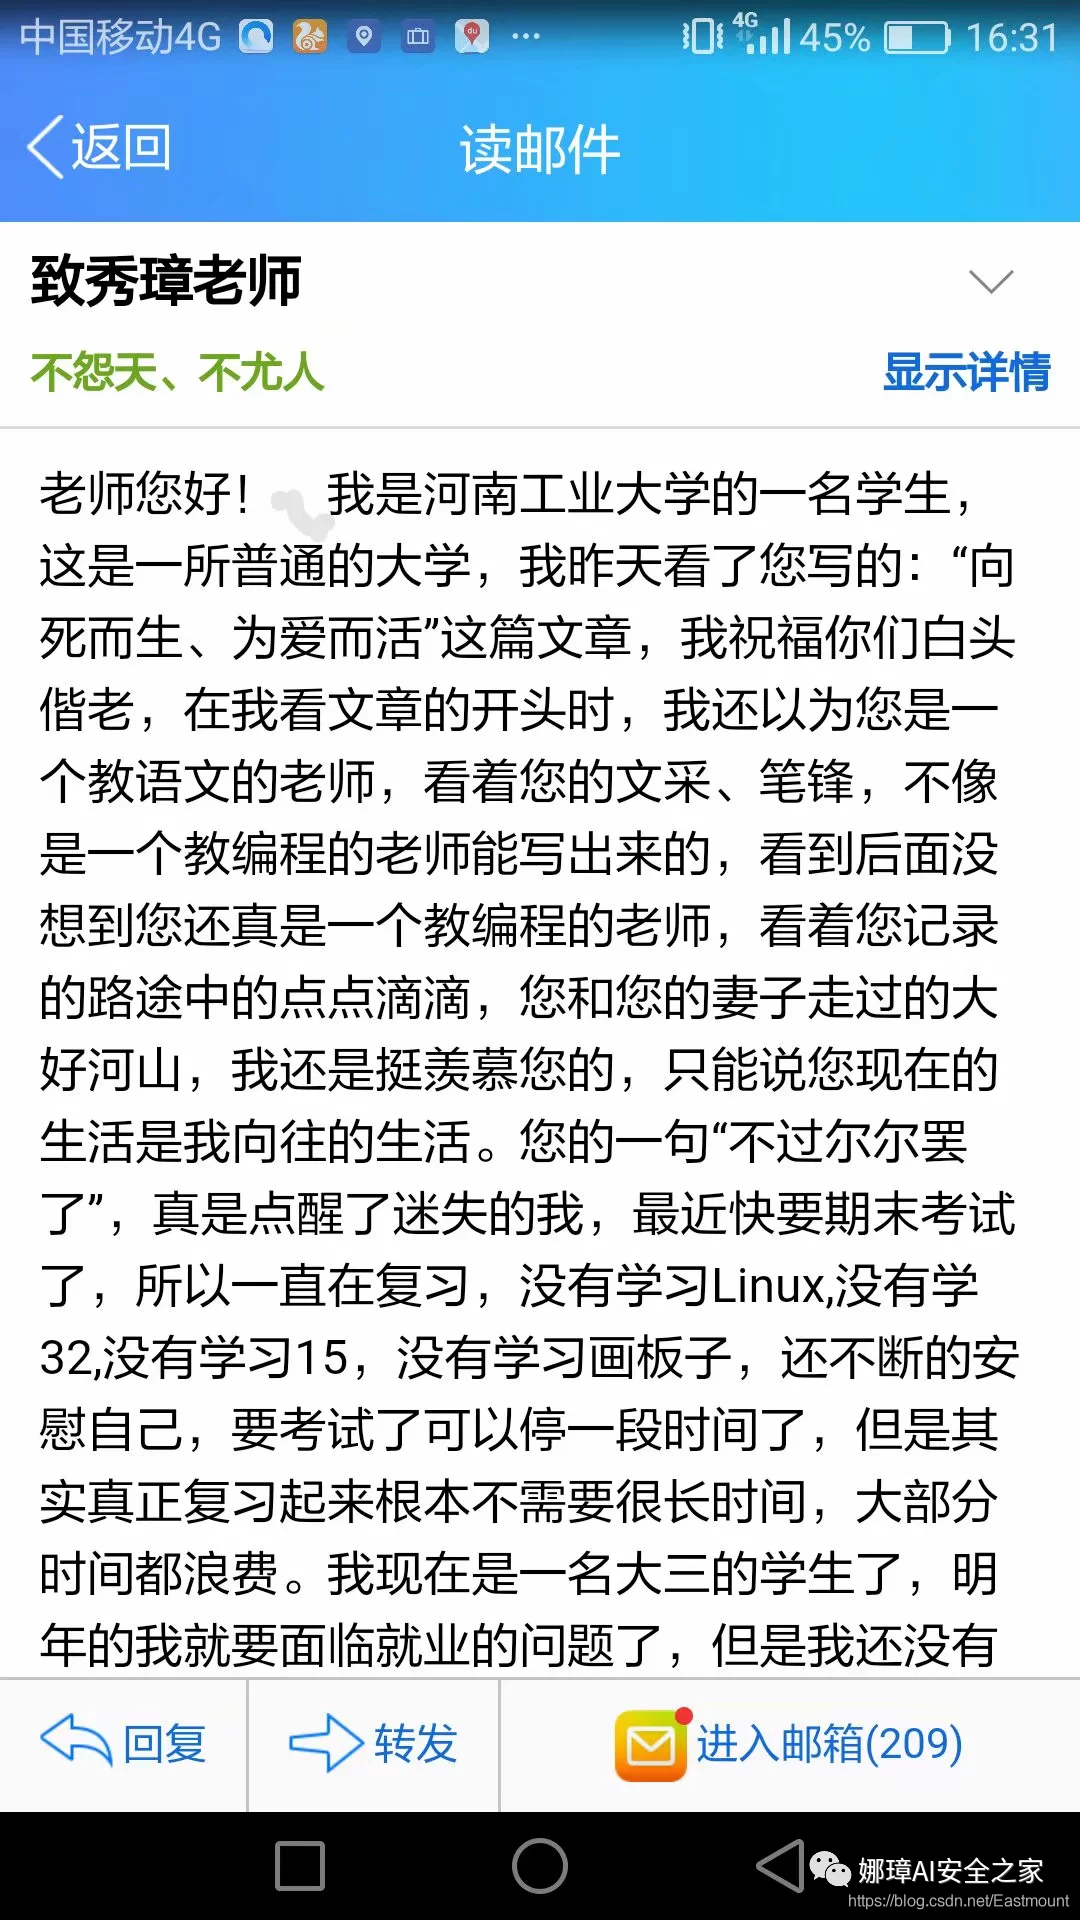 中国移动4G 4G 45% 16:31
返回 读邮件
致秀璋老师
不怨天、不尤人 显示详情
老师您好！ 我是河南工业大学的一名学生，
这是一所普通的大学，我昨天看了您写的：“向
死而生、为爱而活”这篇文章，我祝福你们白头
偕老，在我看文章的开头时，我还以为您是一
个教语文的老师，看着您的文采、笔锋，不像
是一个教编程的老师能写出来的，看到后面没
想到您还真是一个教编程的老师，看着您记录
的路途中的点点滴滴，您和您的妻子走过的大
好河山，我还是挺羡慕您的，只能说您现在的
生活是我向往的生活。您的一句“不过尔尔罢
了”，真是点醒了迷失的我，最近快要期末考试
了，所以一直在复习，没有学习Linux,没有学
32,没有学习15，没有学习画板子，还不断的安
慰自己，要考试了可以停一段时间了，但是其
实真正复习起来根本不需要很长时间，大部分
时间都浪费。我现在是一名大三的学生了，明
年的我就要面临就业的问题了，但是我还没有
回复 转发 进入邮箱(209)
娜璋AI安全之家
https://blog.csdn.net/Eastmount